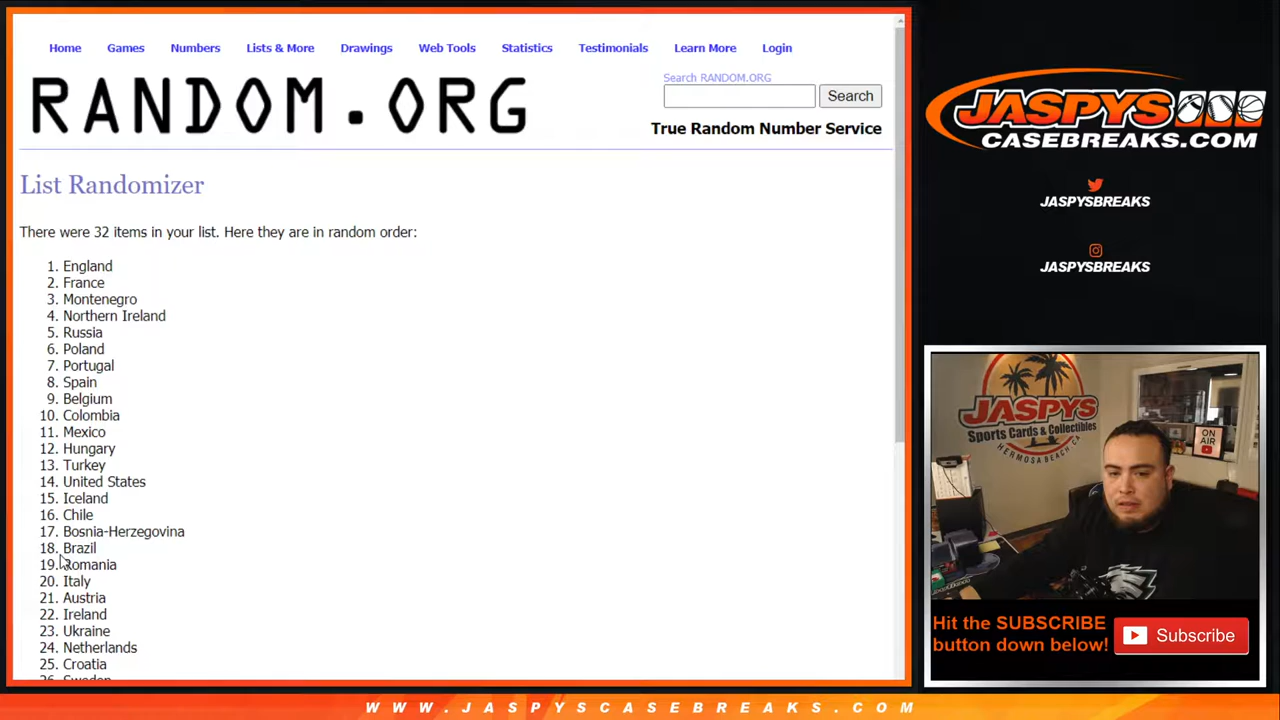 Home Games Numbers Lists & More Drawings Web Tools Statistics Testimonials Learn More Login
RANDOM.ORG
Search RANDOM.ORG
Search
True Random Number Service
List Randomizer
There were 32 items in your list. Here they are in random order:
1. England
2. France
3. Montenegro
4. Northern Ireland
5. Russia
6. Poland
7. Portugal
8. Spain
9. Belgium
10. Colombia
11. Mexico
12. Hungary
13. Turkey
14. United States
15. Iceland
16. Chile
17. Bosnia-Herzegovina
18. Brazil
19. Romania
20. Italy
21. Austria
22. Ireland
23. Ukraine
24. Netherlands
25. Croatia
26. Sweden
JASPYS
CASEBREAKS.COM
JASPYSBREAKS
JASPYSBREAKS
JASPYS
Sports Cards & Collectibles
HERMOSA BEACH, CA
ON
AIR
Hit the SUBSCRIBE
button down below!
Subscribe
WWW.JASPYSCASEBREAKS.COM